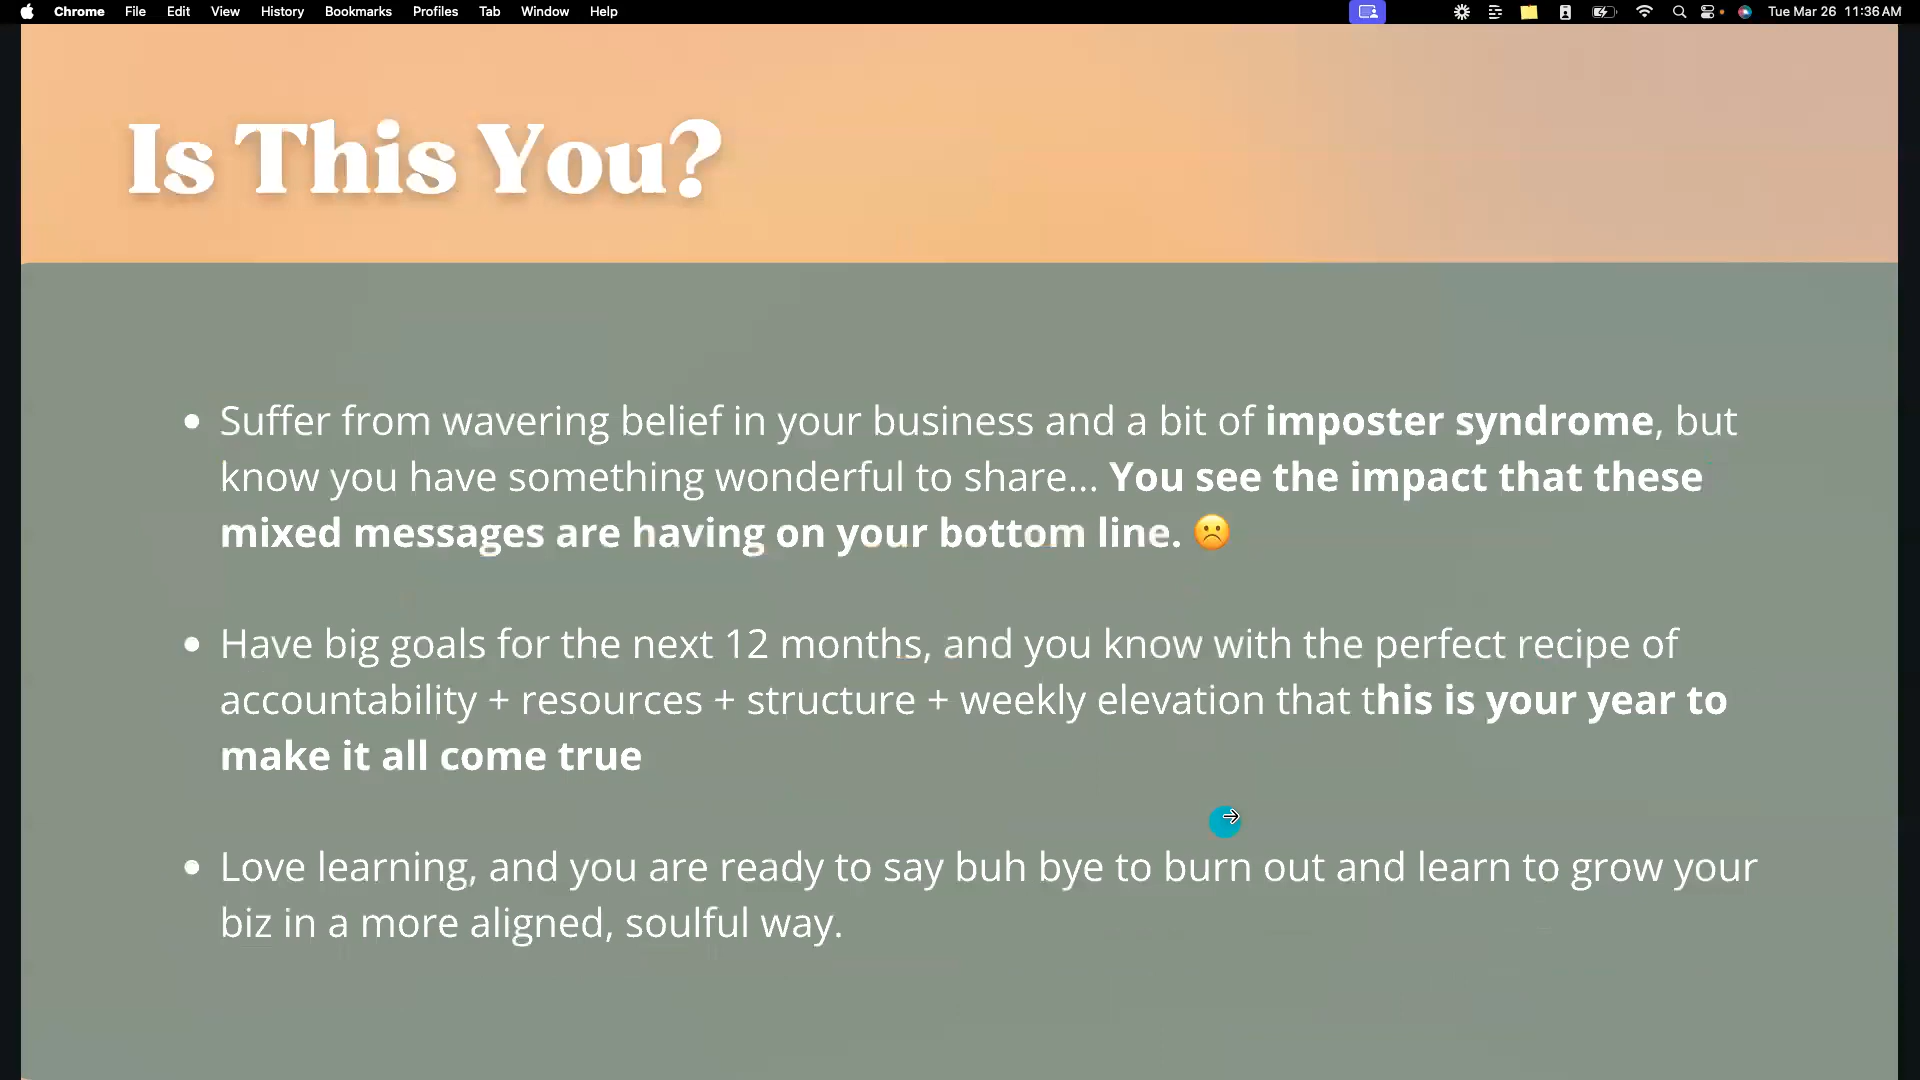 Chrome File Edit View History Bookmarks Profiles Tab Window Help Tue Mar 26 11:36 AM
Is This You?
• Suffer from wavering belief in your business and a bit of imposter syndrome, but
know you have something wonderful to share... You see the impact that these
mixed messages are having on your bottom line. ☹️
• Have big goals for the next 12 months, and you know with the perfect recipe of
accountability + resources + structure + weekly elevation that this is your year to
make it all come true
• Love learning, and you are ready to say buh bye to burn out and learn to grow your
biz in a more aligned, soulful way.